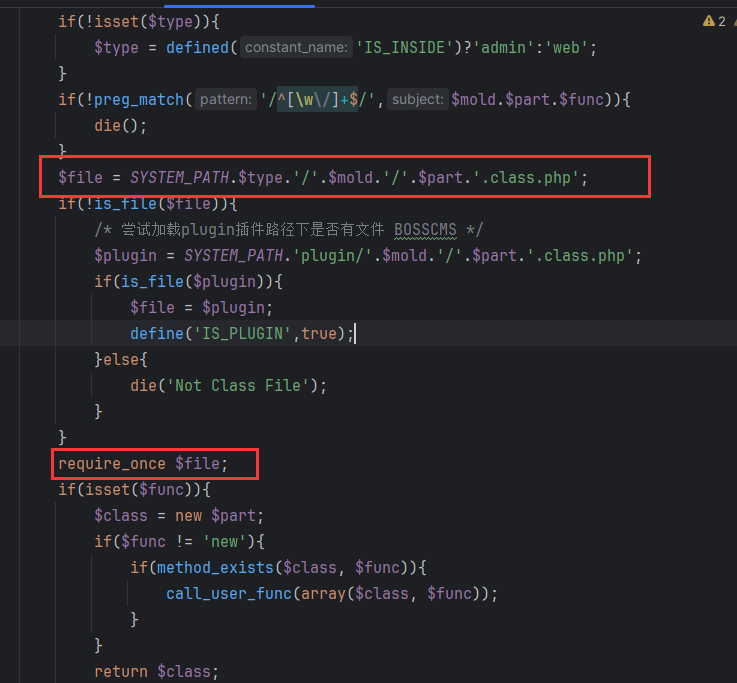 if(!isset($type)){
2
$type = defined( constant_name: 'IS_INSIDE')?'admin':'web';
}
if(!preg_match( pattern: '/^[\w\/]+$/', subject: $mold.$part.$func)){
die();
}
$file = SYSTEM_PATH.$type.'/'.$mold.'/'.$part.'.class.php';
if(!is_file($file)){
/* 尝试加载plugin插件路径下是否有文件 BOSSCMS */
$plugin = SYSTEM_PATH.'plugin/'.$mold.'/'.$part.'.class.php';
if(is_file($plugin)){
$file = $plugin;
define('IS_PLUGIN',true);
}else{
die('Not Class File');
}
}
require_once $file;
if(isset($func)){
$class = new $part;
if($func != 'new'){
if(method_exists($class, $func)){
call_user_func(array($class, $func));
}
}
return $class;